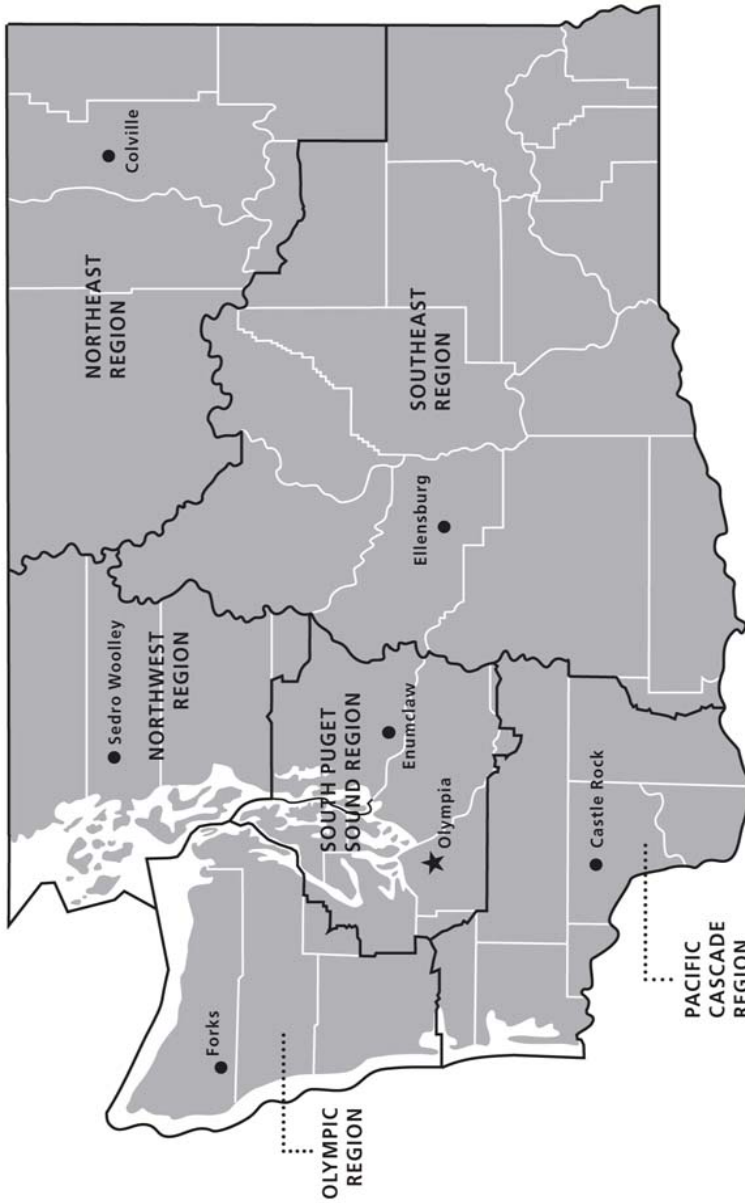 Colville
NORTHEAST
REGION
Sedro Woolley
NORTHWEST
REGION
SOUTHEAST
REGION
Ellensburg
SOUTH PUGET
SOUND REGION
Enumclaw
Olympia
Forks
OLYMPIC
REGION
Castle Rock
PACIFIC
CASCADE
REGION